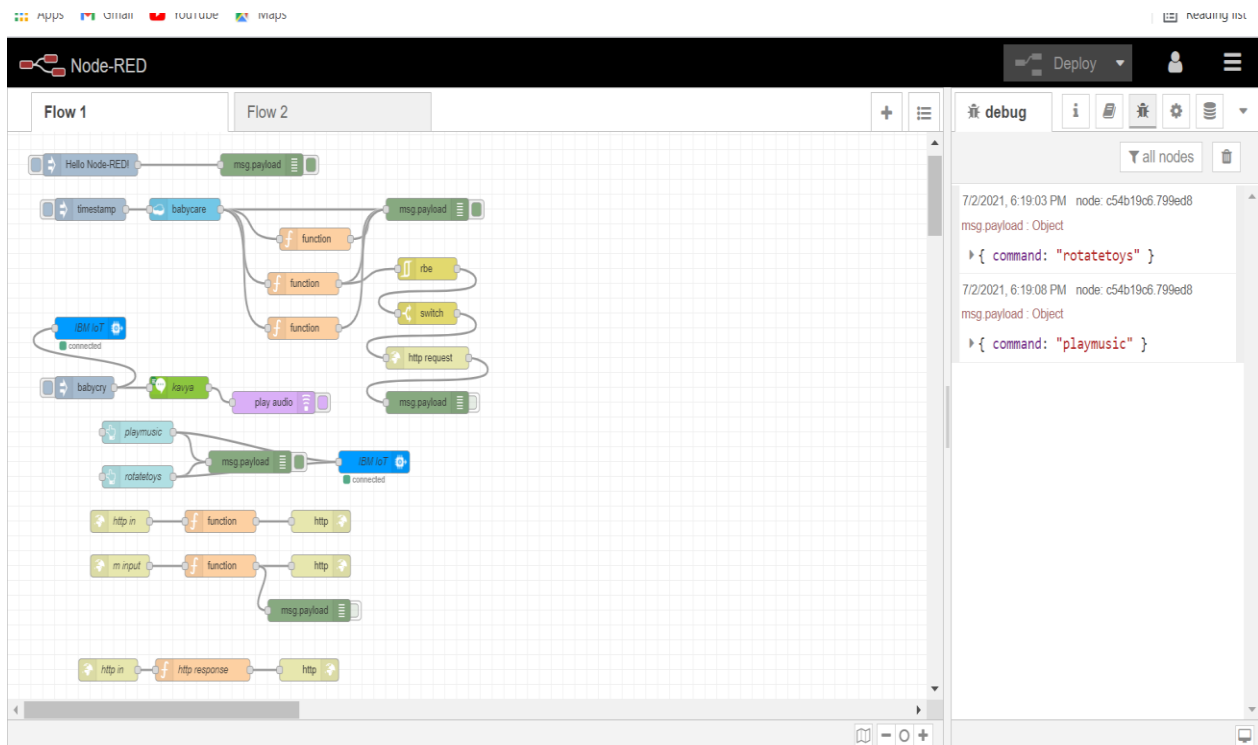 Apps Gmail YouTube Maps Reading list
Node-RED Deploy
Flow 1 Flow 2 debug
all nodes
Hello Node-RED! msg.payload
timestamp babycare msg.payload
function
rbe
function
switch
IBM IoT function
connected
http request
babycry kavya
play audio msg.payload
playmusic
msg.payload IBM IoT
rotatetoys
connected
http in function http
m input function http
msg.payload
http in http response http
7/2/2021, 6:19:03 PM node: c54b19c6.799ed8
msg.payload : Object
{ command: "rotatetoys" }
7/2/2021, 6:19:08 PM node: c54b19c6.799ed8
msg.payload : Object
{ command: "playmusic" }